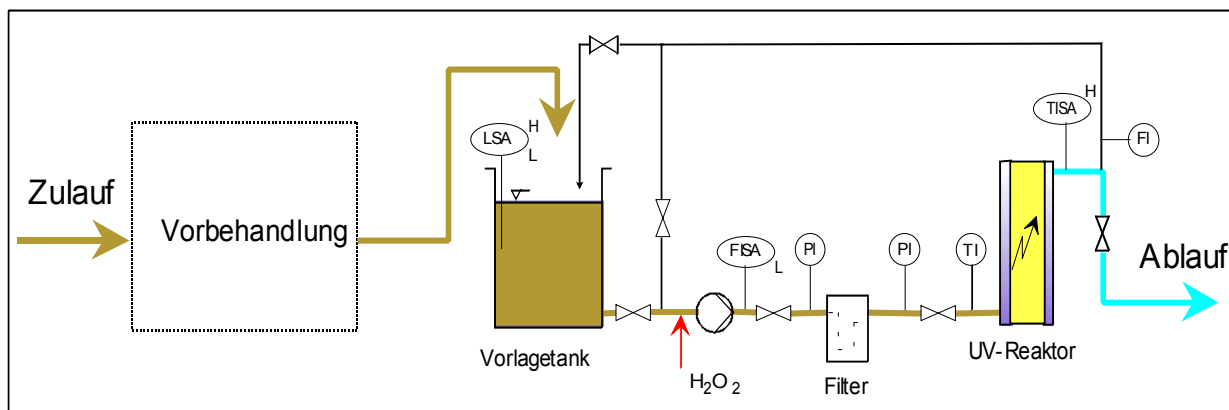 Zulauf
Vorbehandlung
LSA
H
L
Vorlagetank
H₂O₂
FISA
L
PI
Filter
PI
TI
UV-Reaktor
TISA
H
FI
Ablauf